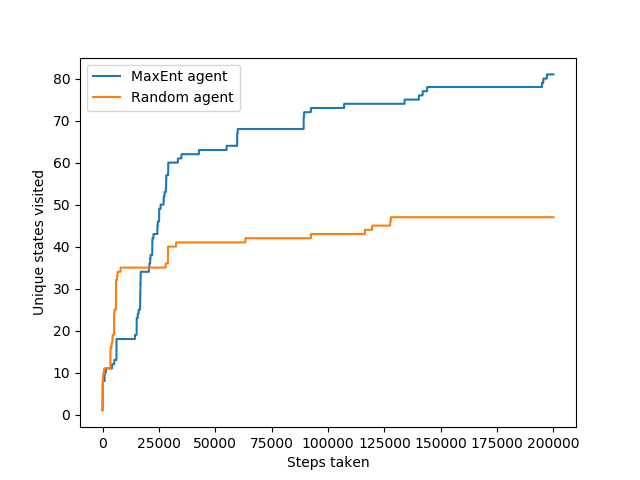 MaxEnt agent
Random agent
80
70
60
50
40
30
20
10
0
Unique states visited
0 25000 50000 75000 100000 125000 150000 175000 200000
Steps taken